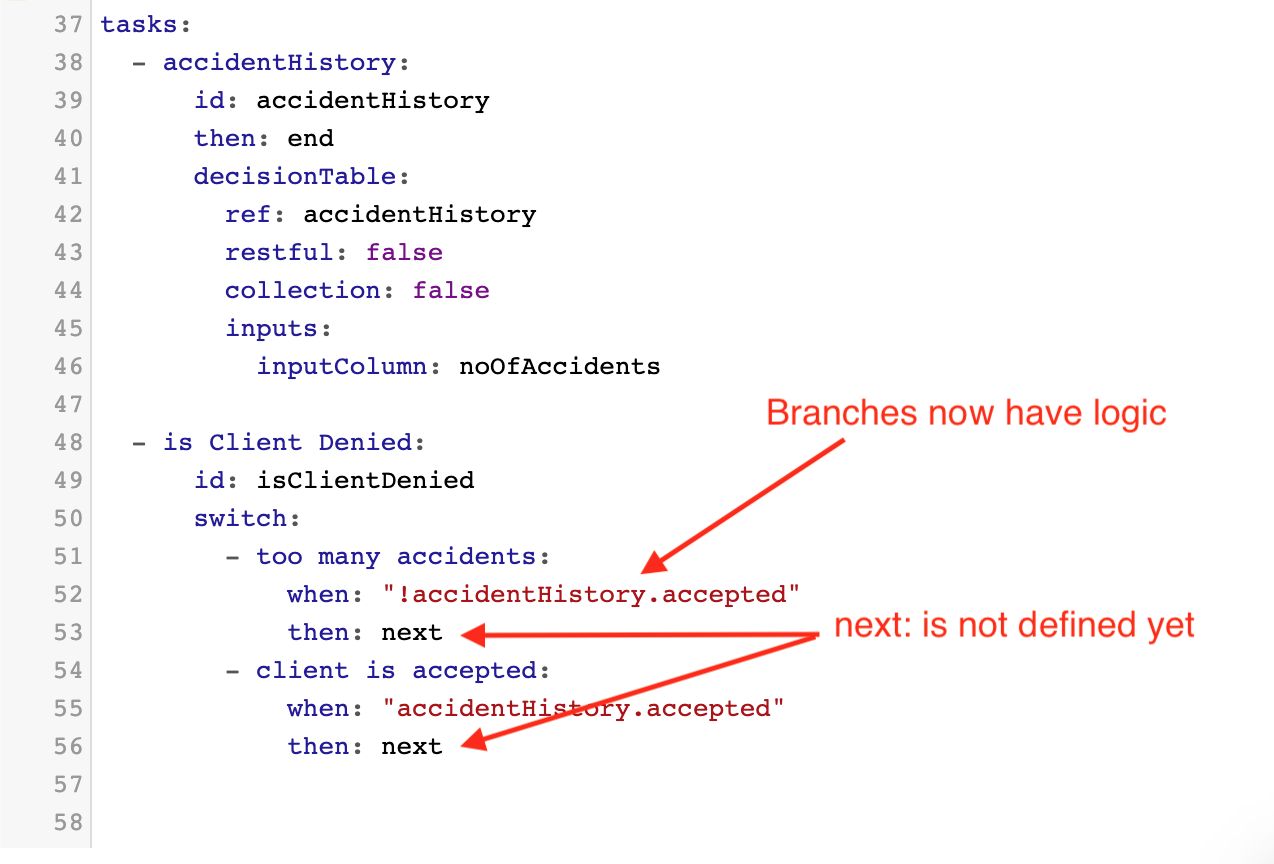 37 tasks:
38   - accidentHistory:
39       id: accidentHistory
40       then: end
41       decisionTable:
42         ref: accidentHistory
43         restful: false
44         collection: false
45         inputs:
46           inputColumn: noOfAccidents
47
Branches now have logic
48   - is Client Denied:
49       id: isClientDenied
50       switch:
51         - too many accidents:
52             when: "!accidentHistory.accepted"
53             then: next
next: is not defined yet
54         - client is accepted:
55             when: "accidentHistory.accepted"
56             then: next
57
58